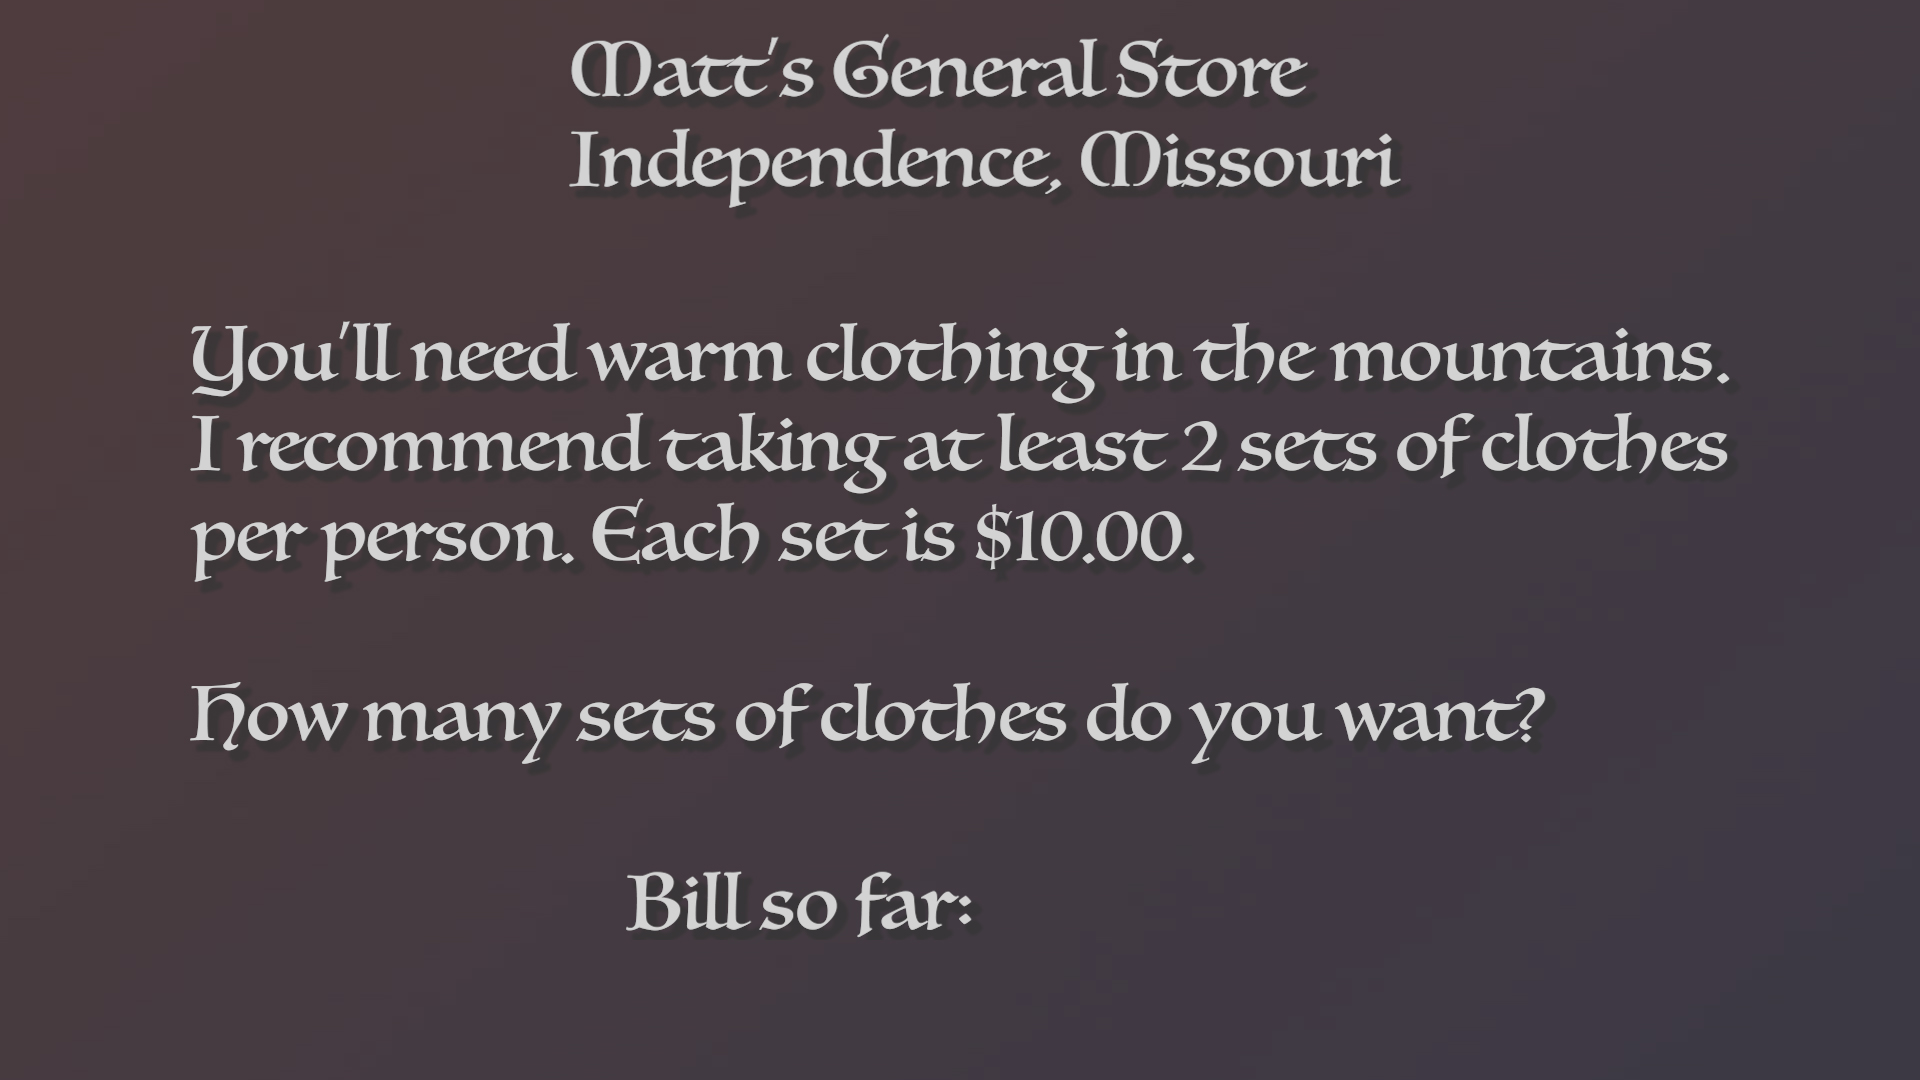 Matt's General Store
Independence, Missouri
You'll need warm clothing in the mountains.
I recommend taking at least 2 sets of clothes
per person. Each set is $10.00.
How many sets of clothes do you want?
Bill so far: